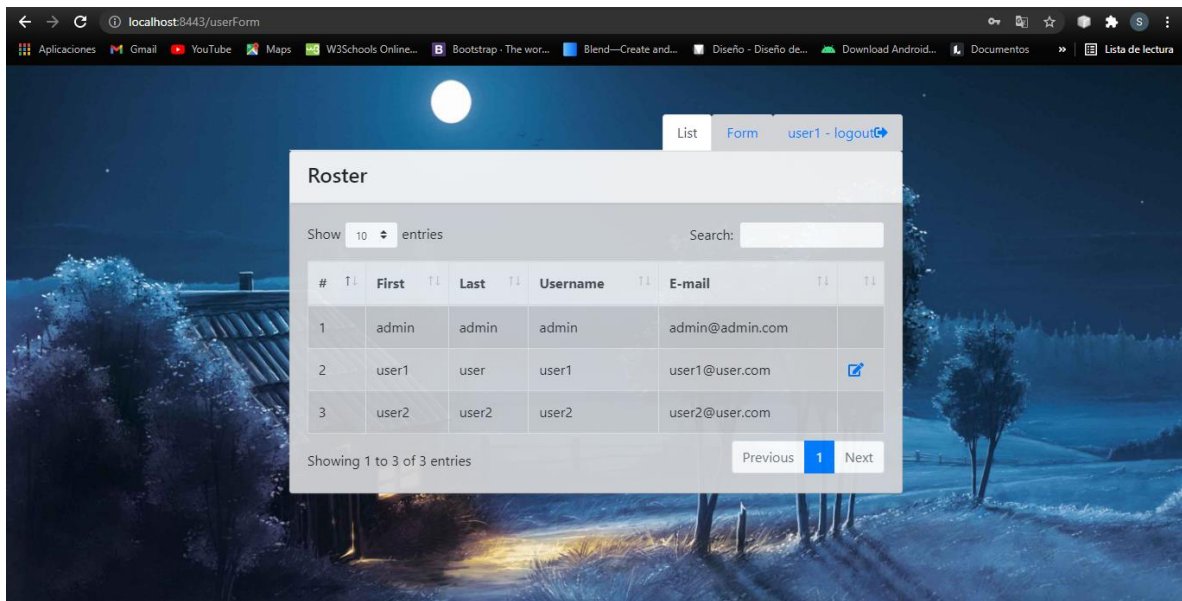 localhost:8443/userForm
S
Aplicaciones Gmail YouTube Maps W3Schools Online... B Bootstrap · The wor... Blend—Create and... Diseño - Diseño de... Download Android... Documentos » Lista de lectura
List Form user1 - logout
Roster
Show 10 entries Search:
# First Last Username E-mail
1 admin admin admin admin@admin.com
2 user1 user user1 user1@user.com
3 user2 user2 user2 user2@user.com
Showing 1 to 3 of 3 entries Previous 1 Next